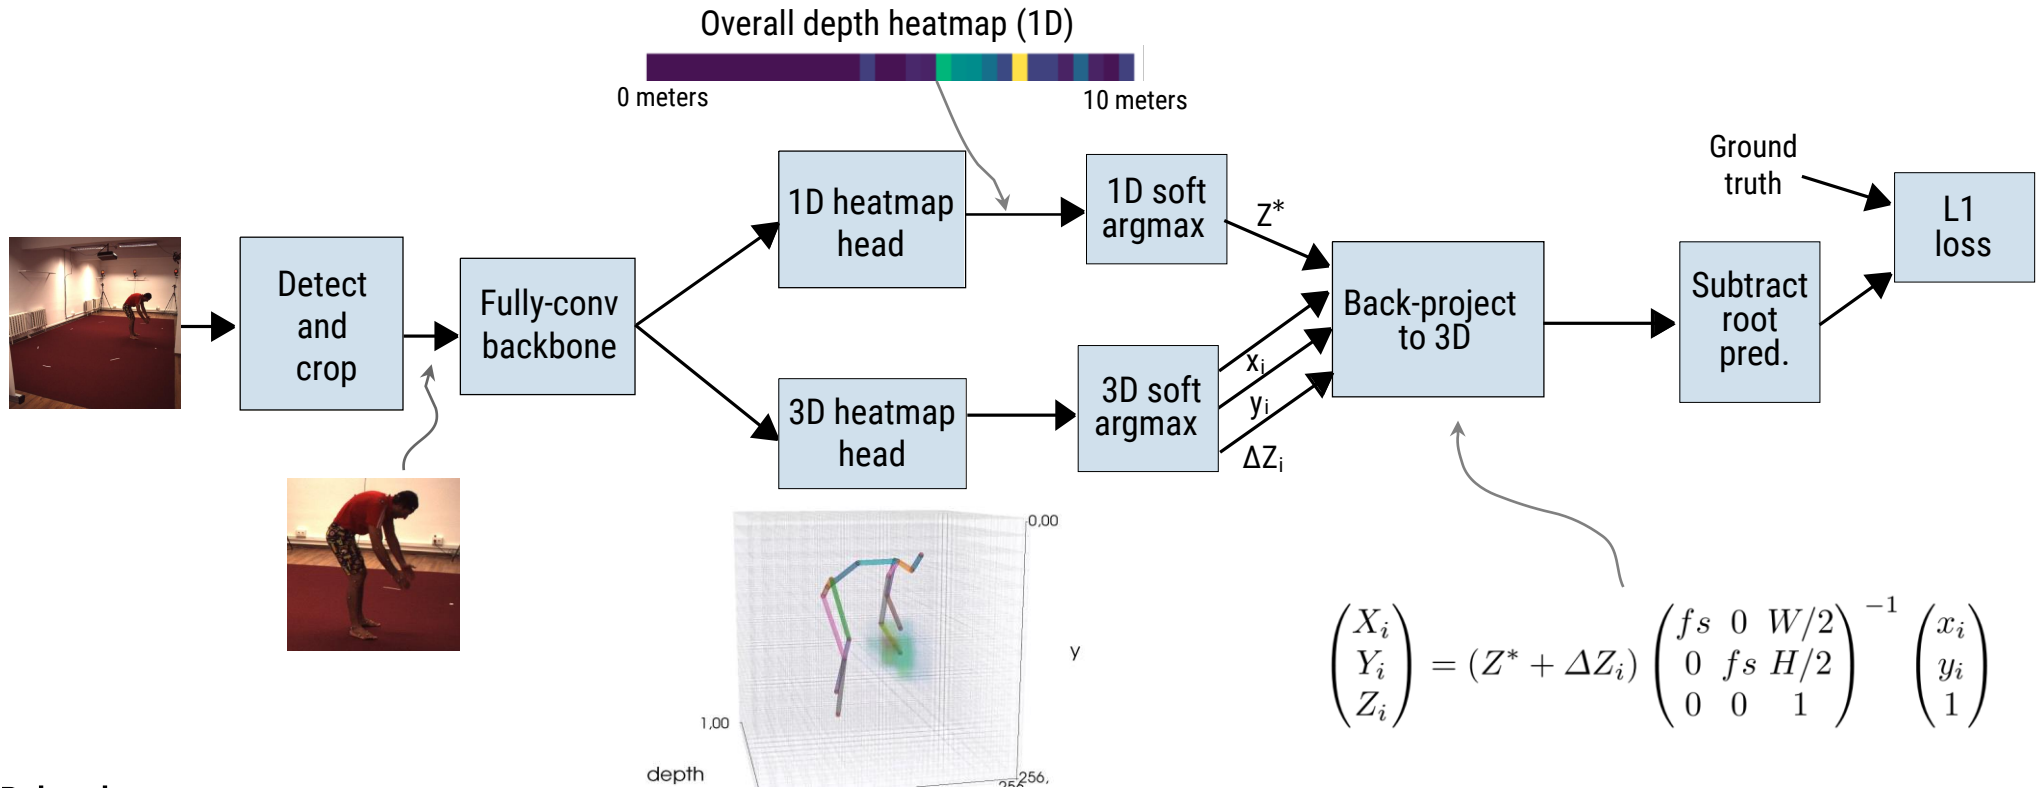 Overall depth heatmap (1D)
0 meters
10 meters
Detect
and
crop
Fully-conv
backbone
1D heatmap
head
3D heatmap
head
1D soft
argmax
3D soft
argmax
Z*
xᵢ
yᵢ
ΔZᵢ
Back-project
to 3D
Subtract
root
pred.
Ground
truth
L1
loss
0,00
y
1,00
depth
256,
(Xᵢ Yᵢ Zᵢ) = (Z* + ΔZᵢ) (fs 0 W/2 0 fs H/2 0 0 1)⁻¹ (xᵢ yᵢ 1)